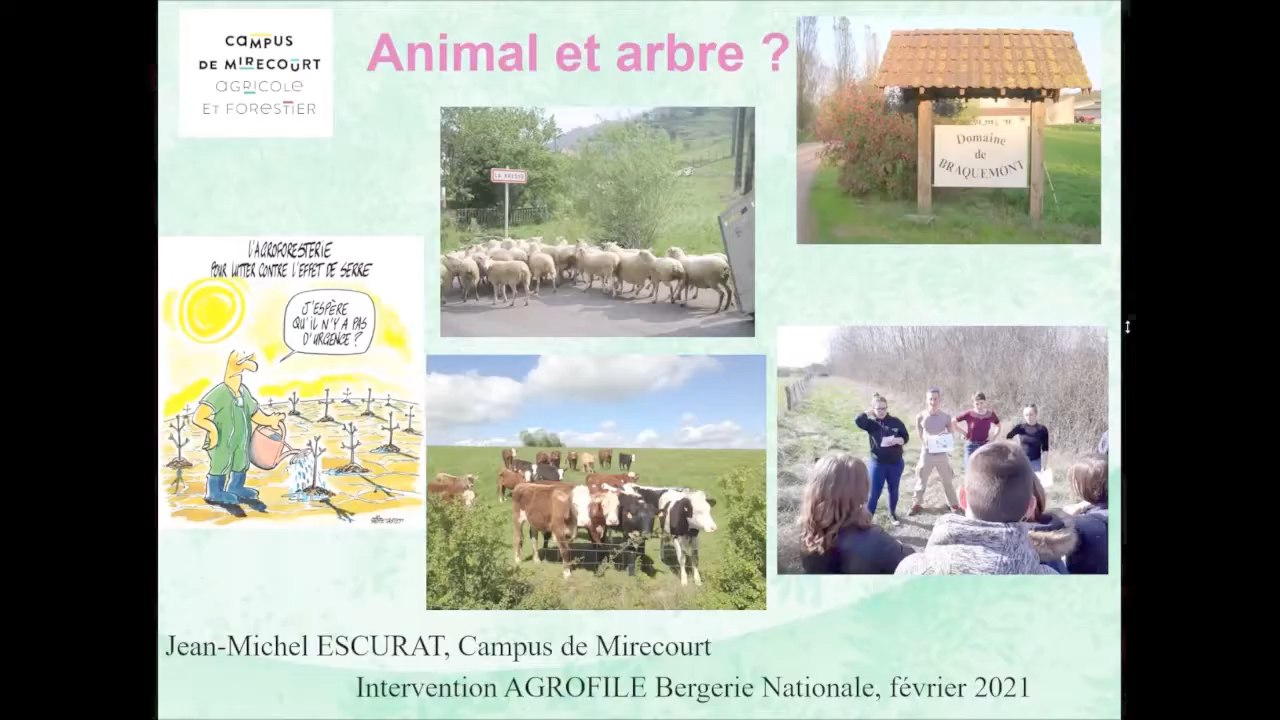 CAMPUS
DE MIRECOURT
AGRICOLE
ET FORESTIER
Animal et arbre ?
LA BRESSE
Domaine
de
BRAQUEMONT
L'AGROFORESTERIE
POUR LUTTER CONTRE L'EFFET DE SERRE
J'ESPÈRE
QU'IL N'Y A PAS
D'URGENCE ?
Jean-Michel ESCURAT, Campus de Mirecourt
Intervention AGROFILE Bergerie Nationale, février 2021